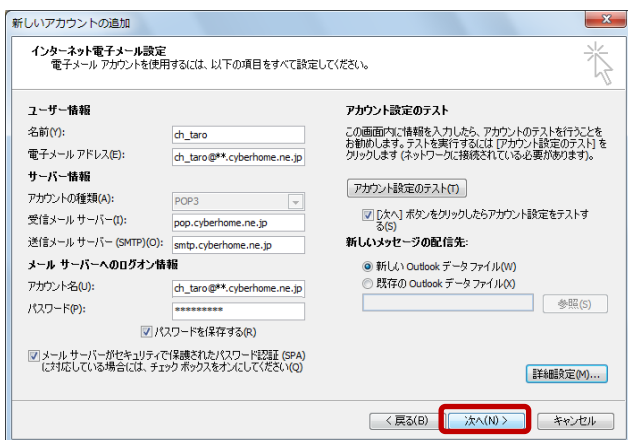 新しいアカウントの追加
インターネット電子メール設定
電子メール アカウントを使用するには、以下の項目をすべて設定してください。
ユーザー情報
名前(Y):
ch_taro
電子メール アドレス(E):
ch_taro@**.cyberhome.ne.jp
サーバー情報
アカウントの種類(A):
POP3
受信メール サーバー(I):
pop.cyberhome.ne.jp
送信メール サーバー (SMTP)(O):
smtp.cyberhome.ne.jp
メール サーバーへのログオン情報
アカウント名(U):
ch_taro@**.cyberhome.ne.jp
パスワード(P):
*********
パスワードを保存する(R)
メール サーバーがセキュリティで保護されたパスワード認証 (SPA)
に対応している場合には、チェック ボックスをオンにしてください(Q)
アカウント設定のテスト
この画面内に情報を入力したら、アカウントのテストを行うことを
お勧めします。テストを実行するには [アカウント設定のテスト] を
クリックします (ネットワークに接続されている必要があります)。
アカウント設定のテスト(T)
[次へ] ボタンをクリックしたらアカウント設定をテストす
る(S)
新しいメッセージの配信先:
新しい Outlook データ ファイル(W)
既存の Outlook データ ファイル(X)
参照(S)
詳細設定(M)...
< 戻る(B)
次へ(N) >
キャンセル